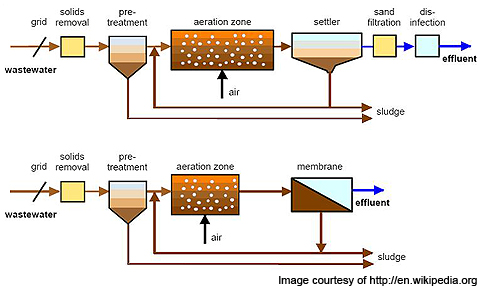 grid
solids
removal
pre-
treatment
aeration zone
settler
sand
filtration
dis-
infection
wastewater
effluent
air
sludge
grid
solids
removal
pre-
treatment
aeration zone
membrane
wastewater
effluent
air
sludge
Image courtesy of http://en.wikipedia.org